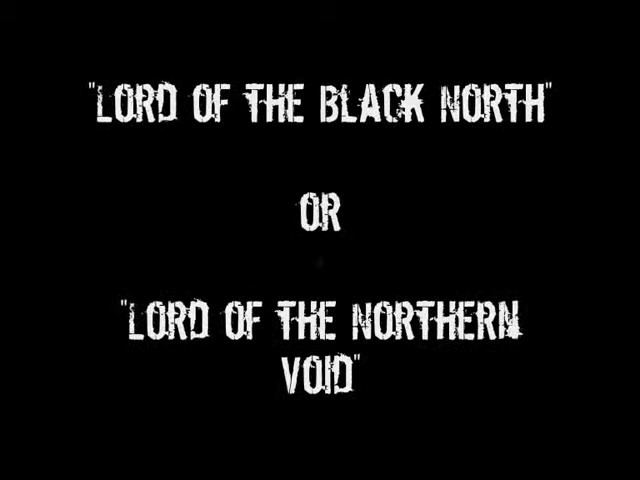 "LORD OF THE BLACK NORTH"
OR
"LORD OF THE NORTHERN
VOID"